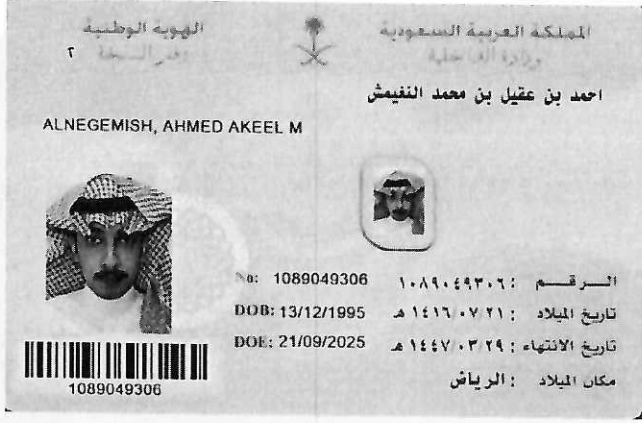 المملكة العربية السعودية
وزارة الداخلية
الهوية الوطنية
رقم النسخة ٢
احمد بن عقيل بن محمد النغيمش
ALNEGEMISH, AHMED AKEEL M
No: 1089049306 الرقم : ١٠٨٩٠٤٩٣٠٦
DOB: 13/12/1995 تاريخ الميلاد : ١٤١٦/٠٧/٢١ هـ
DOE: 21/09/2025 تاريخ الانتهاء : ١٤٤٧/٠٣/٢٩ هـ
مكان الميلاد : الرياض
1089049306